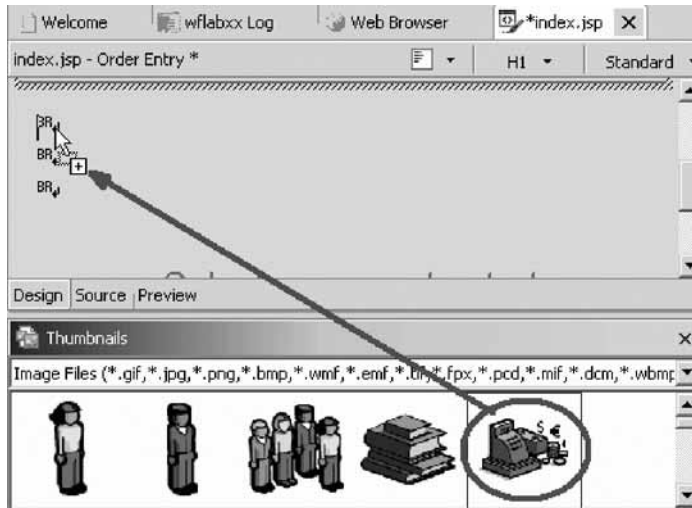 Welcome wflabxx Log Web Browser *index.jsp
index.jsp - Order Entry * H1 Standard
BR
BR
BR
Design Source Preview
Thumbnails
Image Files (*.gif,*.jpg,*.png,*.bmp,*.wmf,*.emf,*.tif,*.fpx,*.pcd,*.mif,*.dcm,*.wbmp
$ €